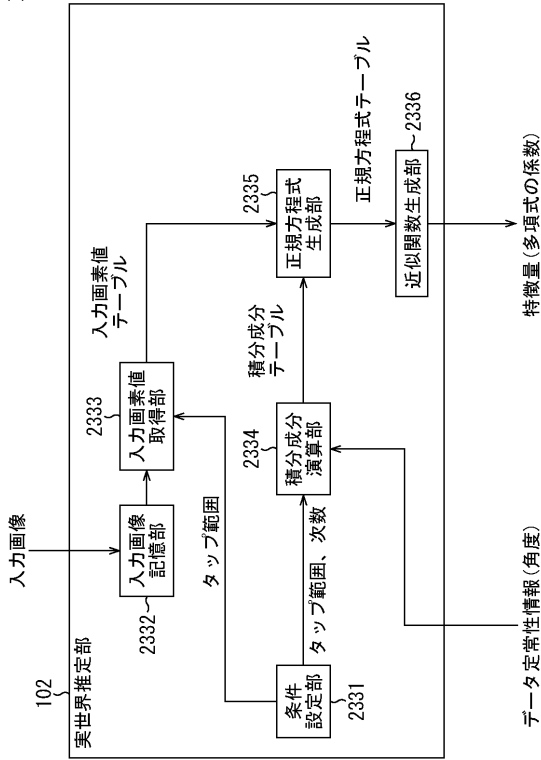 102
実世界推定部
入力画像
入力画像
記憶部
2332
2333
入力画素値
取得部
入力画素値
テーブル
タップ範囲
条件
設定部
2331
タップ範囲、次数
2334
積分成分
演算部
積分成分
テーブル
2335
正規方程式
生成部
正規方程式テーブル
2336
近似関数生成部
データ定常性情報(角度)
特徴量(多項式の係数)